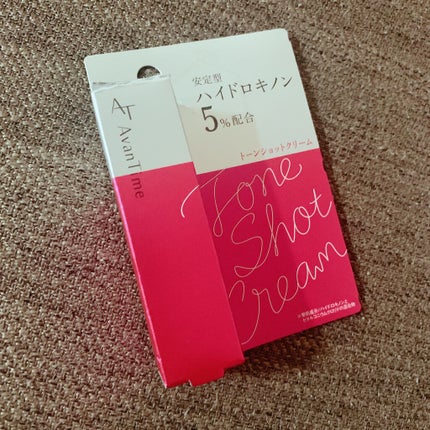 AT
AvanTime
安定型
ハイドロキノン
5%配合
トーンショットクリーム
Tone
Shot
Cream